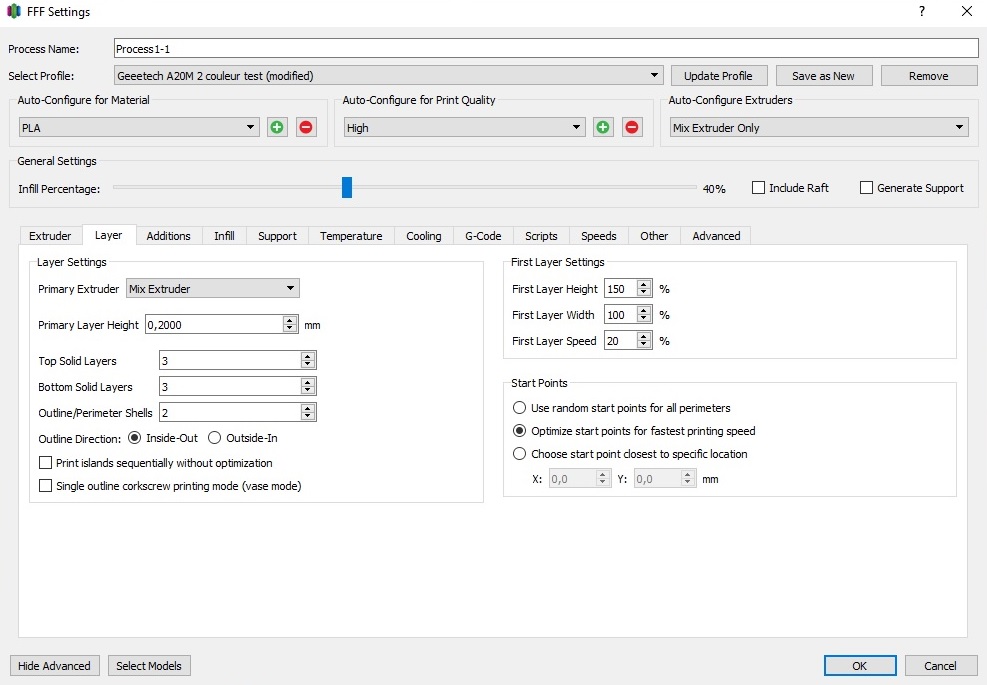 FFF Settings ?
Process Name: Process1-1
Select Profile: Geeetech A20M 2 couleur test (modified) Update Profile Save as New Remove
Auto-Configure for Material Auto-Configure for Print Quality Auto-Configure Extruders
PLA High Mix Extruder Only
General Settings
Infill Percentage: 40% Include Raft Generate Support
Extruder Layer Additions Infill Support Temperature Cooling G-Code Scripts Speeds Other Advanced
Layer Settings
Primary Extruder Mix Extruder
Primary Layer Height 0,2000 mm
Top Solid Layers 3
Bottom Solid Layers 3
Outline/Perimeter Shells 2
Outline Direction: Inside-Out Outside-In
Print islands sequentially without optimization
Single outline corkscrew printing mode (vase mode)
First Layer Settings
First Layer Height 150 %
First Layer Width 100 %
First Layer Speed 20 %
Start Points
Use random start points for all perimeters
Optimize start points for fastest printing speed
Choose start point closest to specific location
X: 0,0 Y: 0,0 mm
Hide Advanced Select Models OK Cancel